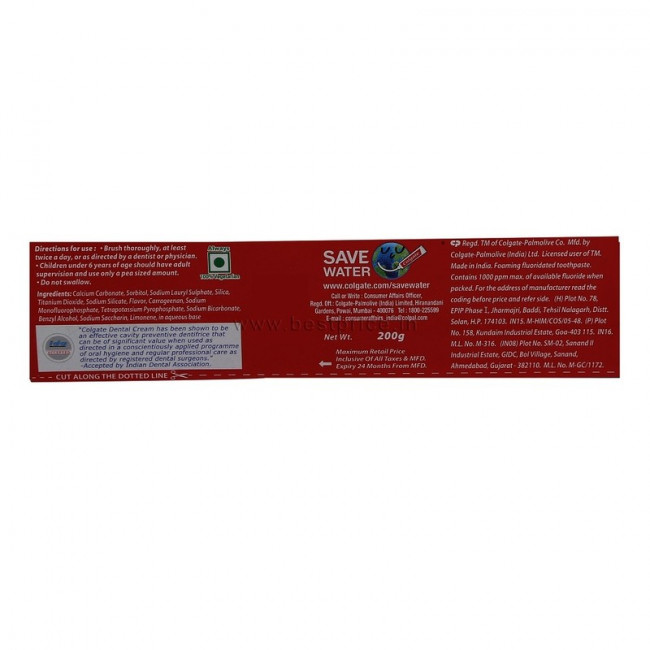 Directions for use : • Brush thoroughly, at least
twice a day, or as directed by a dentist or physician.
• Children under 6 years of age should have adult
supervision and use only a pea sized amount.
• Do not swallow.
Ingredients: Calcium Carbonate, Sorbitol, Sodium Lauryl Sulphate, Silica,
Titanium Dioxide, Sodium Silicate, Flavor, Carrageenan, Sodium
Monofluorophosphate, Tetrapotassium Pyrophosphate, Sodium Bicarbonate,
Benzyl Alcohol, Sodium Saccharin, Limonene, in aqueous base
"Colgate Dental Cream has been shown to be
an effective cavity preventive dentifrice that
can be of significant value when used as
directed in a conscientiously applied programme
of oral hygiene and regular professional care as
directed by registered dental surgeons."
-Accepted by Indian Dental Association.
CUT ALONG THE DOTTED LINE
Always
100% Vegetarian
SAVE
WATER
Colgate
www.colgate.com/savewater
Call or Write : Consumer Affairs Officer,
Regd. Off : Colgate-Palmolive (India) Limited, Hiranandani
Gardens, Powai, Mumbai - 400076 Tel : 1800-225599
E-mail : consumeraffairs_india@colpal.com
Net Wt. 200g
Maximum Retail Price
Inclusive Of All Taxes & MFD.
Expiry 24 Months From MFD.
CP Regd. TM of Colgate-Palmolive Co. Mfd. by
Colgate-Palmolive (India) Ltd. Licensed user of TM.
Made in India. Foaming fluoridated toothpaste.
Contains 1000 ppm max. of available fluoride when
packed. For the address of manufacturer read the
coding before price and refer side. (H) Plot No. 78,
EPIP Phase I, Jharmajri, Baddi, Tehsil Nalagarh, Distt.
Solan, H.P. 174103. IN15. M-HIM/COS/05-48. (P) Plot
No. 158, Kundaim Industrial Estate, Goa-403 115. IN16.
M.L. No. M-316. (IN08) Plot No. SM-02, Sanand II
Industrial Estate, GIDC, Bol Village, Sanand,
Ahmedabad, Gujarat - 382110. M.L. No. M-GC/1172.